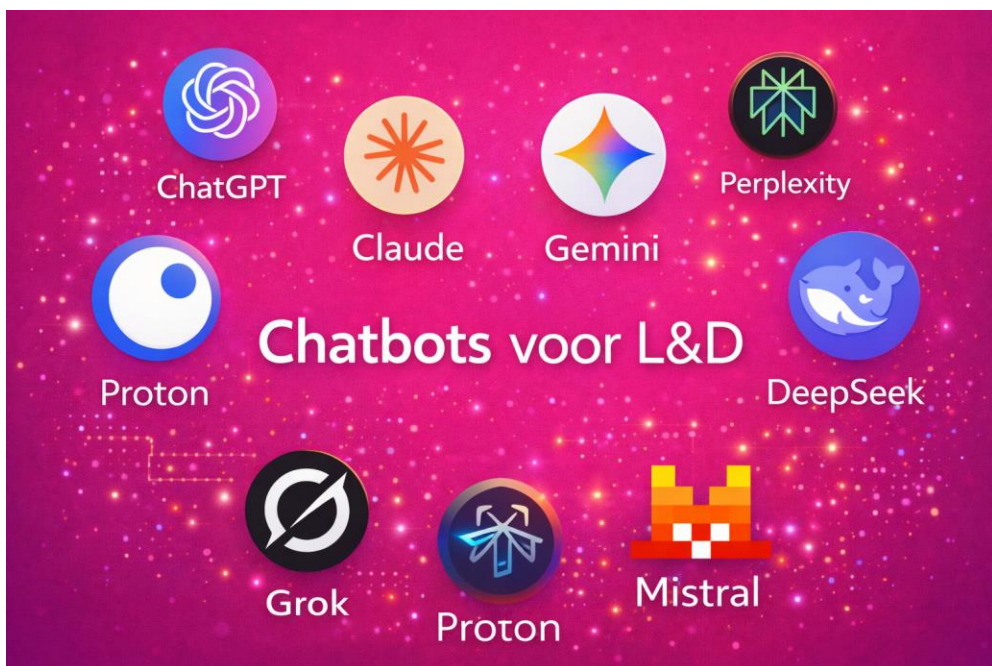 ChatGPT
Claude
Gemini
Perplexity
Chatbots voor L&D
Proton
DeepSeek
Grok
Proton
Mistral